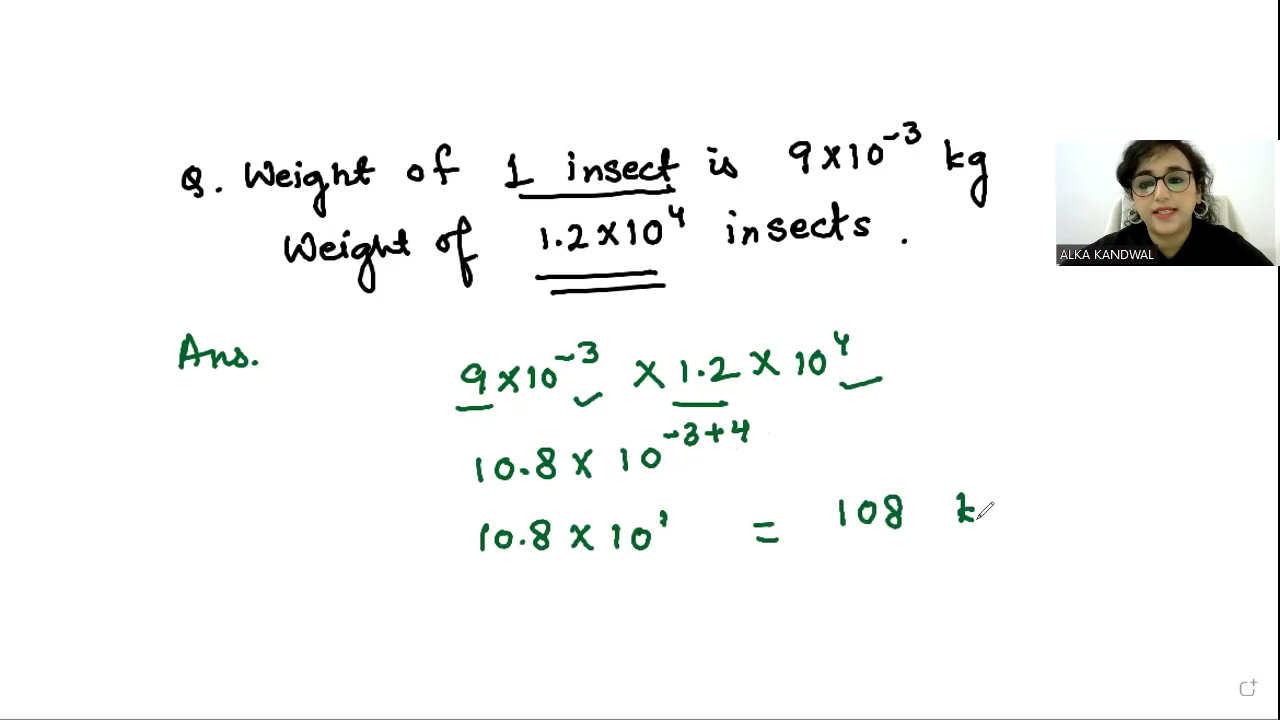 Q. Weight of 1 insect is 9×10⁻³ kg
Weight of 1.2×10⁴ insects.
ALKA KANDWAL
Ans.
9×10⁻³ × 1.2 × 10⁴
10.8 × 10⁻³⁺⁴
10.8 × 10¹ = 108 k